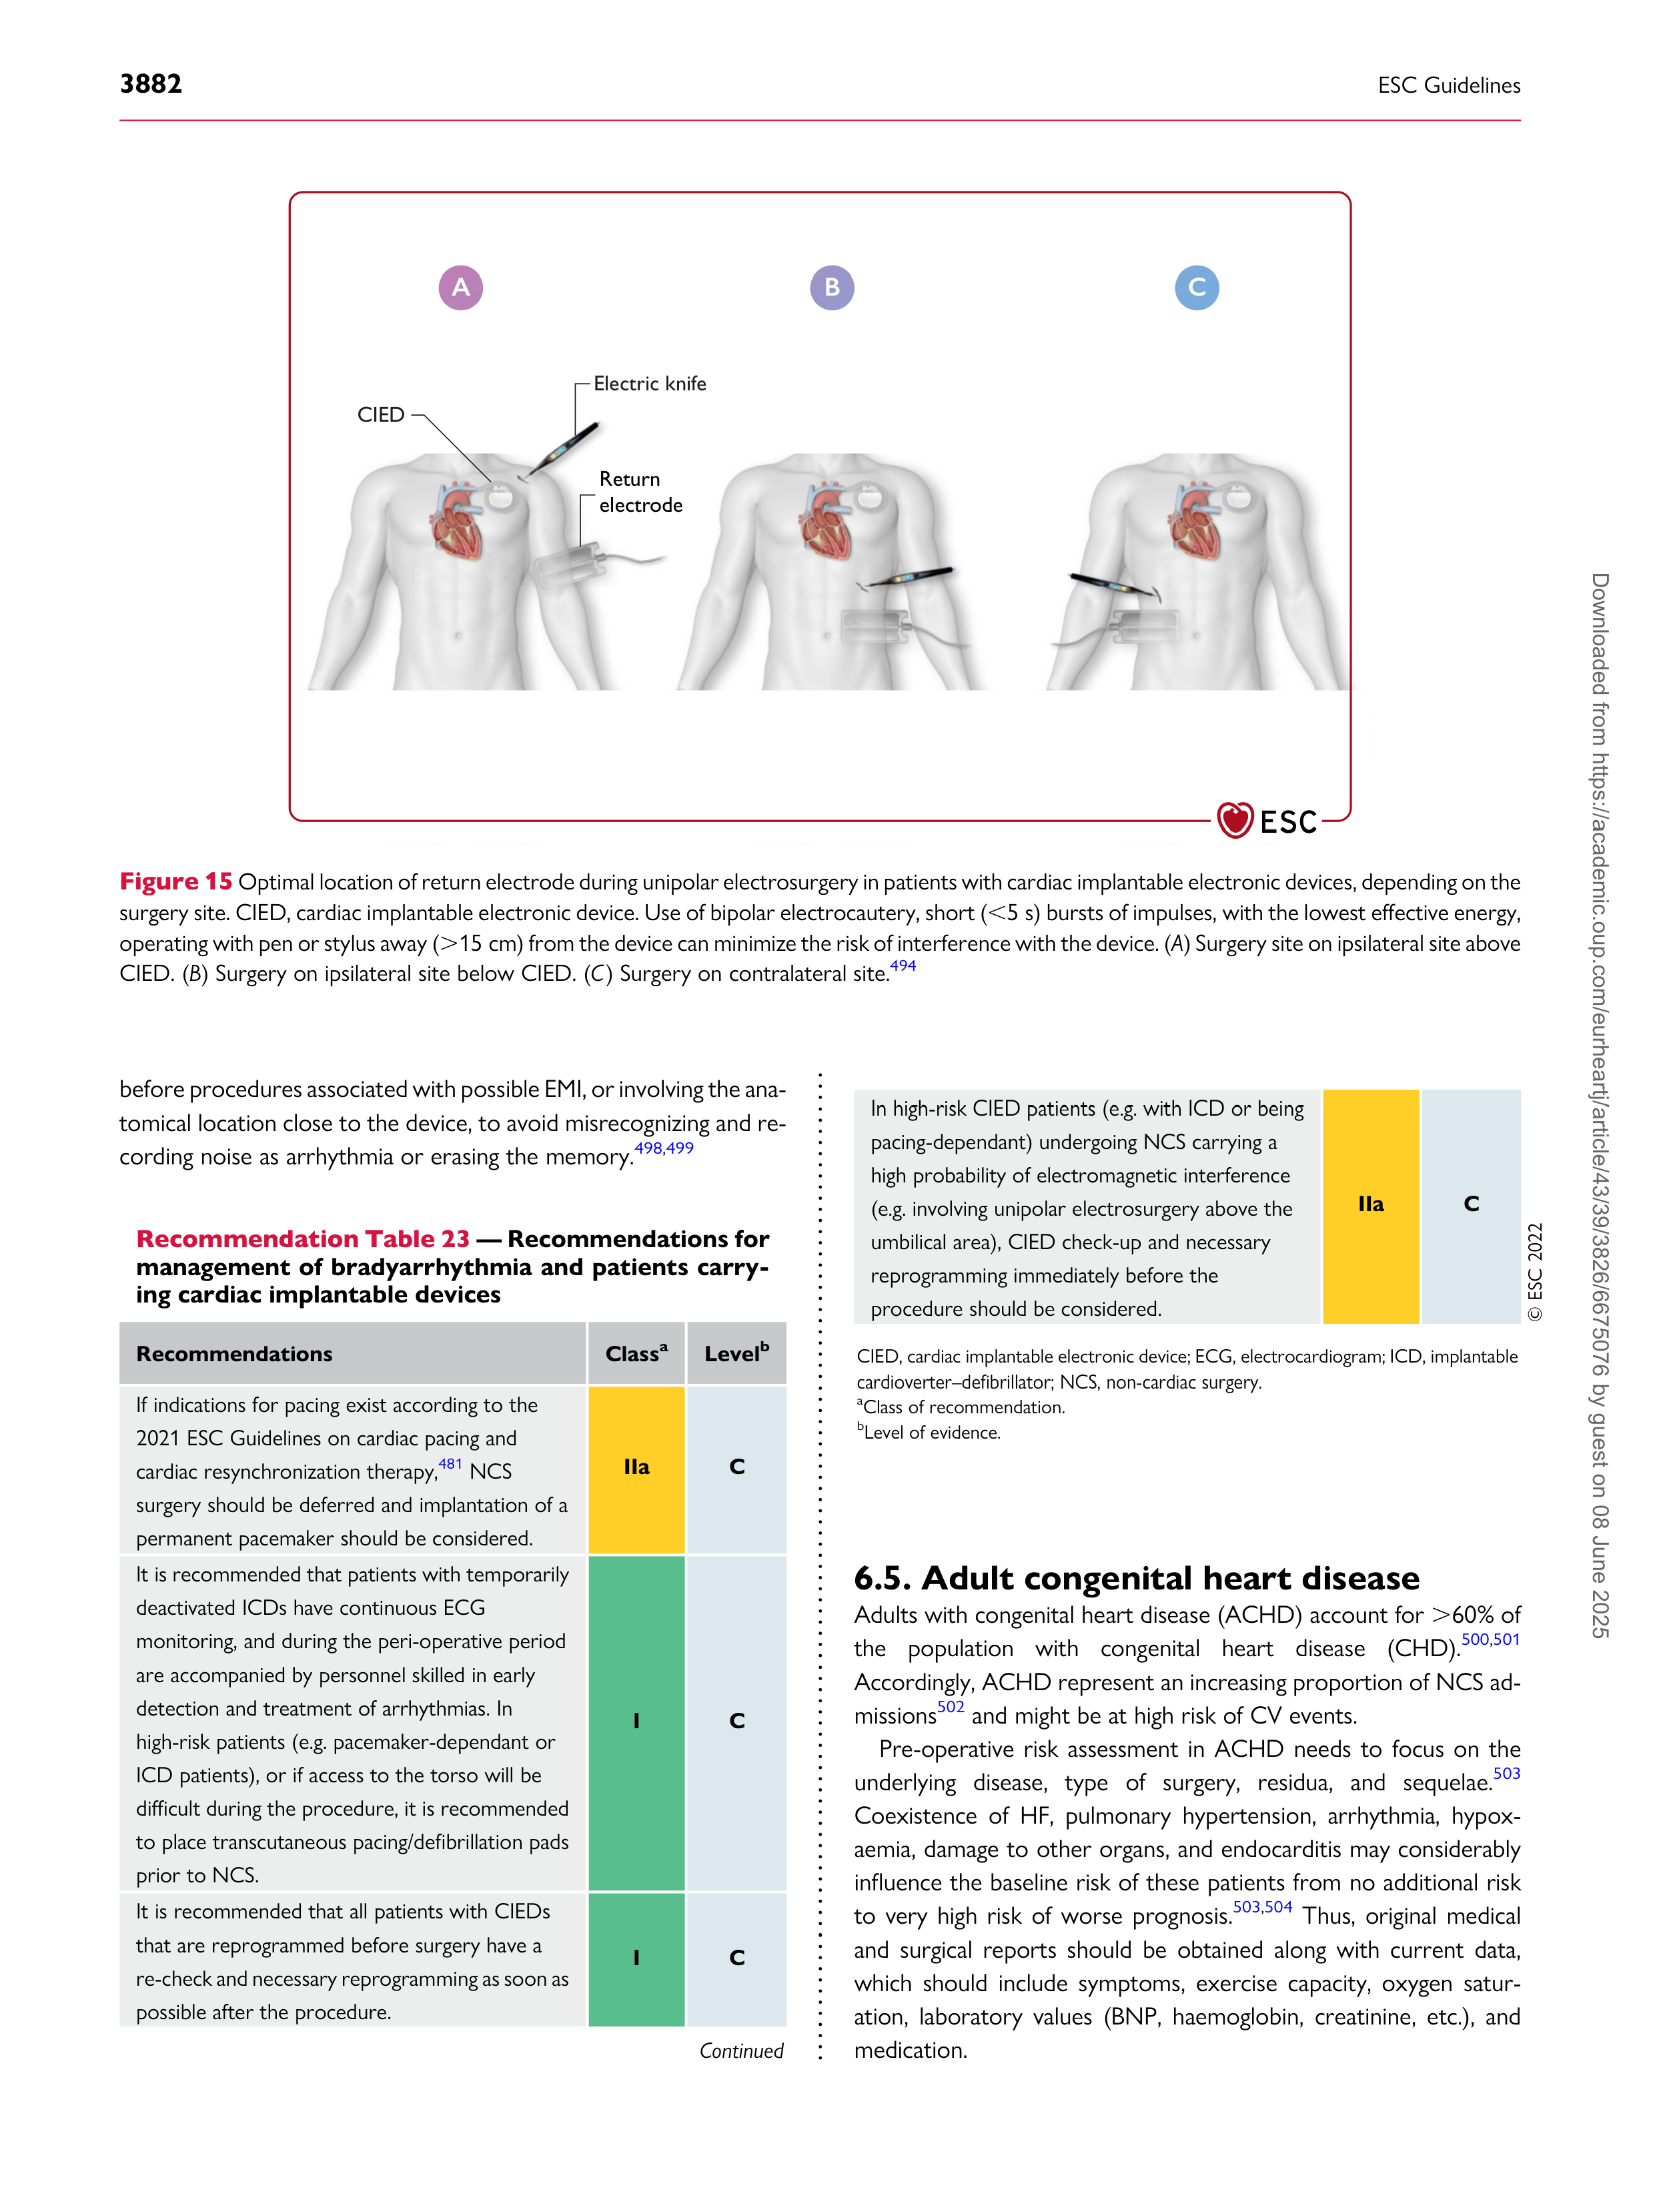 3882
ESC Guidelines
A
B
C
Electric knife
CIED
Return
electrode
ESC
Figure 15 Optimal location of return electrode during unipolar electrosurgery in patients with cardiac implantable electronic devices, depending on the
surgery site. CIED, cardiac implantable electronic device. Use of bipolar electrocautery, short (<5 s) bursts of impulses, with the lowest effective energy,
operating with pen or stylus away (>15 cm) from the device can minimize the risk of interference with the device. (A) Surgery site on ipsilateral site above
CIED. (B) Surgery on ipsilateral site below CIED. (C) Surgery on contralateral site.494
before procedures associated with possible EMI, or involving the ana-
tomical location close to the device, to avoid misrecognizing and re-
cording noise as arrhythmia or erasing the memory.498,499
Recommendation Table 23 — Recommendations for
management of bradyarrhythmia and patients carry-
ing cardiac implantable devices
Recommendations Classa Levelb
If indications for pacing exist according to the
2021 ESC Guidelines on cardiac pacing and
cardiac resynchronization therapy,481 NCS
surgery should be deferred and implantation of a
permanent pacemaker should be considered.
IIa
C
It is recommended that patients with temporarily
deactivated ICDs have continuous ECG
monitoring, and during the peri-operative period
are accompanied by personnel skilled in early
detection and treatment of arrhythmias. In
high-risk patients (e.g. pacemaker-dependant or
ICD patients), or if access to the torso will be
difficult during the procedure, it is recommended
to place transcutaneous pacing/defibrillation pads
prior to NCS.
I
C
It is recommended that all patients with CIEDs
that are reprogrammed before surgery have a
re-check and necessary reprogramming as soon as
possible after the procedure.
I
C
Continued
In high-risk CIED patients (e.g. with ICD or being
pacing-dependant) undergoing NCS carrying a
high probability of electromagnetic interference
(e.g. involving unipolar electrosurgery above the
umbilical area), CIED check-up and necessary
reprogramming immediately before the
procedure should be considered.
IIa
C
© ESC 2022
CIED, cardiac implantable electronic device; ECG, electrocardiogram; ICD, implantable
cardioverter–defibrillator; NCS, non-cardiac surgery.
aClass of recommendation.
bLevel of evidence.
6.5. Adult congenital heart disease
Adults with congenital heart disease (ACHD) account for >60% of
the population with congenital heart disease (CHD).500,501
Accordingly, ACHD represent an increasing proportion of NCS ad-
missions502 and might be at high risk of CV events.
Pre-operative risk assessment in ACHD needs to focus on the
underlying disease, type of surgery, residua, and sequelae.503
Coexistence of HF, pulmonary hypertension, arrhythmia, hypox-
aemia, damage to other organs, and endocarditis may considerably
influence the baseline risk of these patients from no additional risk
to very high risk of worse prognosis.503,504 Thus, original medical
and surgical reports should be obtained along with current data,
which should include symptoms, exercise capacity, oxygen satur-
ation, laboratory values (BNP, haemoglobin, creatinine, etc.), and
medication.
Downloaded from https://academic.oup.com/eurheartj/article/43/39/3826/6675076 by guest on 08 June 2025